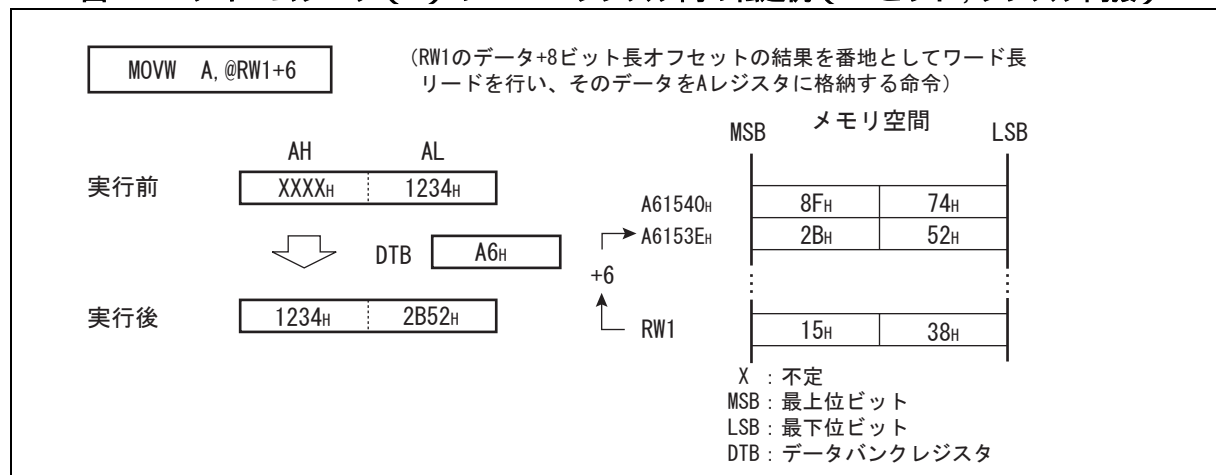 MOVW A,@RW1+6
(RW1のデータ+8ビット長オフセットの結果を番地としてワード長
リードを行い、そのデータをAレジスタに格納する命令)
メモリ空間
MSB LSB
AH AL
実行前 XXXXH 1234H
A61540H 8FH 74H
A6153EH 2BH 52H
DTB A6H
+6
実行後 1234H 2B52H
RW1 15H 38H
X : 不定
MSB : 最上位ビット
LSB : 最下位ビット
DTB : データバンクレジスタ